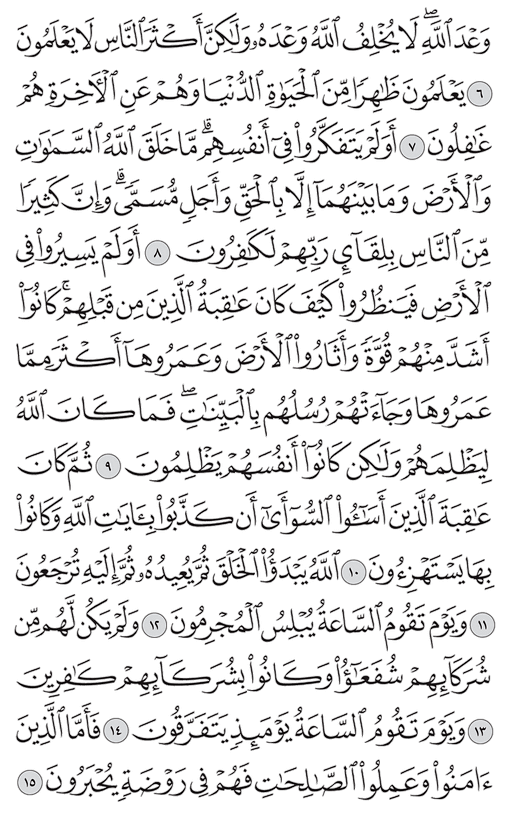 وَعْدَ ٱللَّهِۖ لَا يُخْلِفُ ٱللَّهُ وَعْدَهُۥ وَلَٰكِنَّ أَكْثَرَ ٱلنَّاسِ لَا يَعْلَمُونَ
٦ يَعْلَمُونَ ظَٰهِرًا مِّنَ ٱلْحَيَوٰةِ ٱلدُّنْيَا وَهُمْ عَنِ ٱلْءَاخِرَةِ هُمْ
غَٰفِلُونَ ٧ أَوَلَمْ يَتَفَكَّرُوا۟ فِىٓ أَنفُسِهِمۗ مَّا خَلَقَ ٱللَّهُ ٱلسَّمَٰوَٰتِ
وَٱلْأَرْضَ وَمَا بَيْنَهُمَآ إِلَّا بِٱلْحَقِّ وَأَجَلٍ مُّسَمًّىۗ وَإِنَّ كَثِيرًا
مِّنَ ٱلنَّاسِ بِلِقَآئِ رَبِّهِمْ لَكَٰفِرُونَ ٨ أَوَلَمْ يَسِيرُوا۟ فِى
ٱلْأَرْضِ فَيَنظُرُوا۟ كَيْفَ كَانَ عَٰقِبَةُ ٱلَّذِينَ مِن قَبْلِهِمْۚ كَانُوٓا۟
أَشَدَّ مِنْهُمْ قُوَّةً وَأَثَارُوا۟ ٱلْأَرْضَ وَعَمَرُوهَآ أَكْثَرَ مِمَّا
عَمَرُوهَا وَجَآءَتْهُمْ رُسُلُهُم بِٱلْبَيِّنَٰتِۖ فَمَا كَانَ ٱللَّهُ
لِيَظْلِمَهُمْ وَلَٰكِن كَانُوٓا۟ أَنفُسَهُمْ يَظْلِمُونَ ٩ ثُمَّ كَانَ
عَٰقِبَةَ ٱلَّذِينَ أَسَٰٓـُٔوا۟ ٱلسُّوٓأَىٰٓ أَن كَذَّبُوا۟ بِـَٔايَٰتِ ٱللَّهِ وَكَانُوا۟
بِهَا يَسْتَهْزِءُونَ ١٠ ٱللَّهُ يَبْدَؤُا۟ ٱلْخَلْقَ ثُمَّ يُعِيدُهُۥ ثُمَّ إِلَيْهِ تُرْجَعُونَ
١١ وَيَوْمَ تَقُومُ ٱلسَّاعَةُ يُبْلِسُ ٱلْمُجْرِمُونَ ١٢ وَلَمْ يَكُن لَّهُم مِّن
شُرَكَآئِهِمْ شُفَعَٰٓؤُا۟ وَكَانُوا۟ بِشُرَكَآئِهِمْ كَٰفِرِينَ
١٣ وَيَوْمَ تَقُومُ ٱلسَّاعَةُ يَوْمَئِذٍ يَتَفَرَّقُونَ ١٤ فَأَمَّا ٱلَّذِينَ
ءَامَنُوا۟ وَعَمِلُوا۟ ٱلصَّٰلِحَٰتِ فَهُمْ فِى رَوْضَةٍ يُحْبَرُونَ ١٥